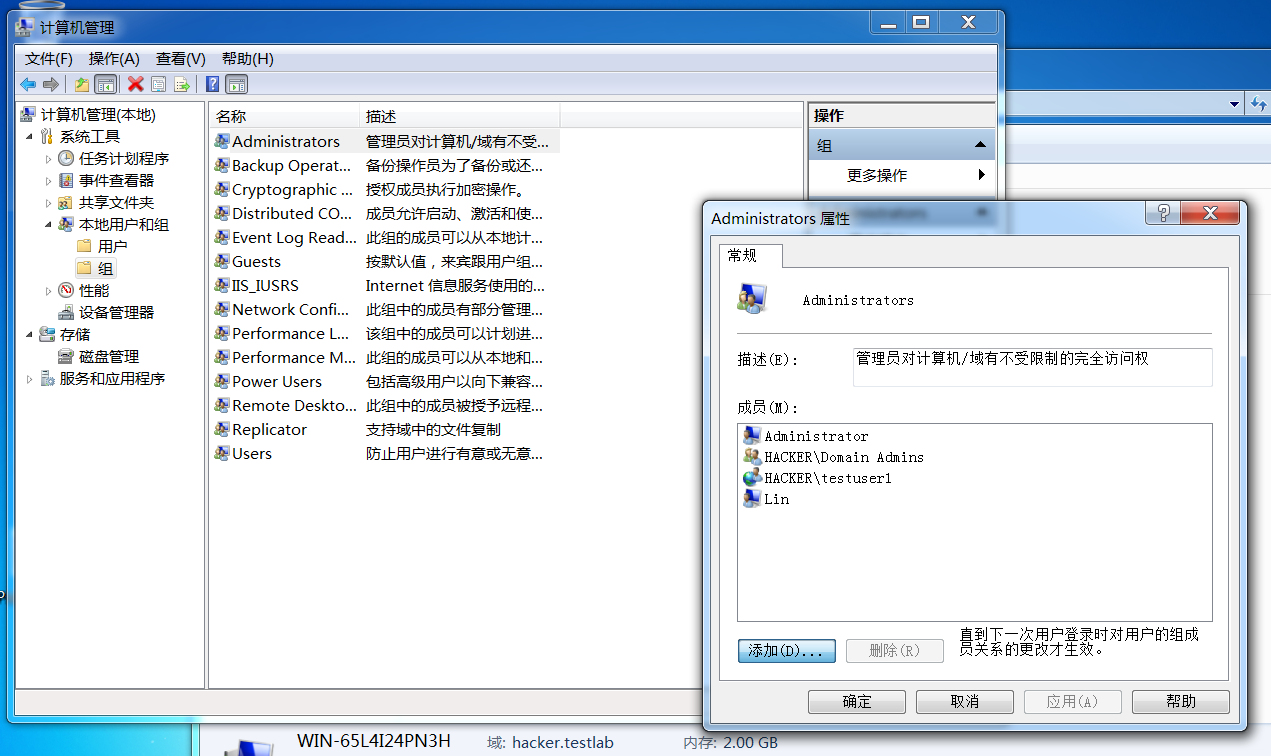 计算机管理
文件(F) 操作(A) 查看(V) 帮助(H)
计算机管理(本地)
系统工具
任务计划程序
事件查看器
共享文件夹
本地用户和组
用户
组
性能
设备管理器
存储
磁盘管理
服务和应用程序
名称 描述
Administrators 管理员对计算机/域有不受...
Backup Operat... 备份操作员为了备份或还...
Cryptographic ... 授权成员执行加密操作。
Distributed CO... 成员允许启动、激活和使...
Event Log Read... 此组的成员可以从本地计...
Guests 按默认值，来宾跟用户组...
IIS_IUSRS Internet 信息服务使用的...
Network Confi... 此组中的成员有部分管理...
Performance L... 该组中的成员可以计划进...
Performance M... 此组的成员可以从本地和...
Power Users 包括高级用户以向下兼容...
Remote Deskto... 此组中的成员被授予远程...
Replicator 支持域中的文件复制
Users 防止用户进行有意或无意...
操作
组
更多操作
Administrators 属性
常规
Administrators
描述(E): 管理员对计算机/域有不受限制的完全访问权
成员(M):
Administrator
HACKER\Domain Admins
HACKER\testuser1
Lin
添加(D)... 删除(R)
直到下一次用户登录时对用户的组成
员关系的更改才生效。
确定 取消 应用(A) 帮助
WIN-65L4I24PN3H 域: hacker.testlab 内存: 2.00 GB